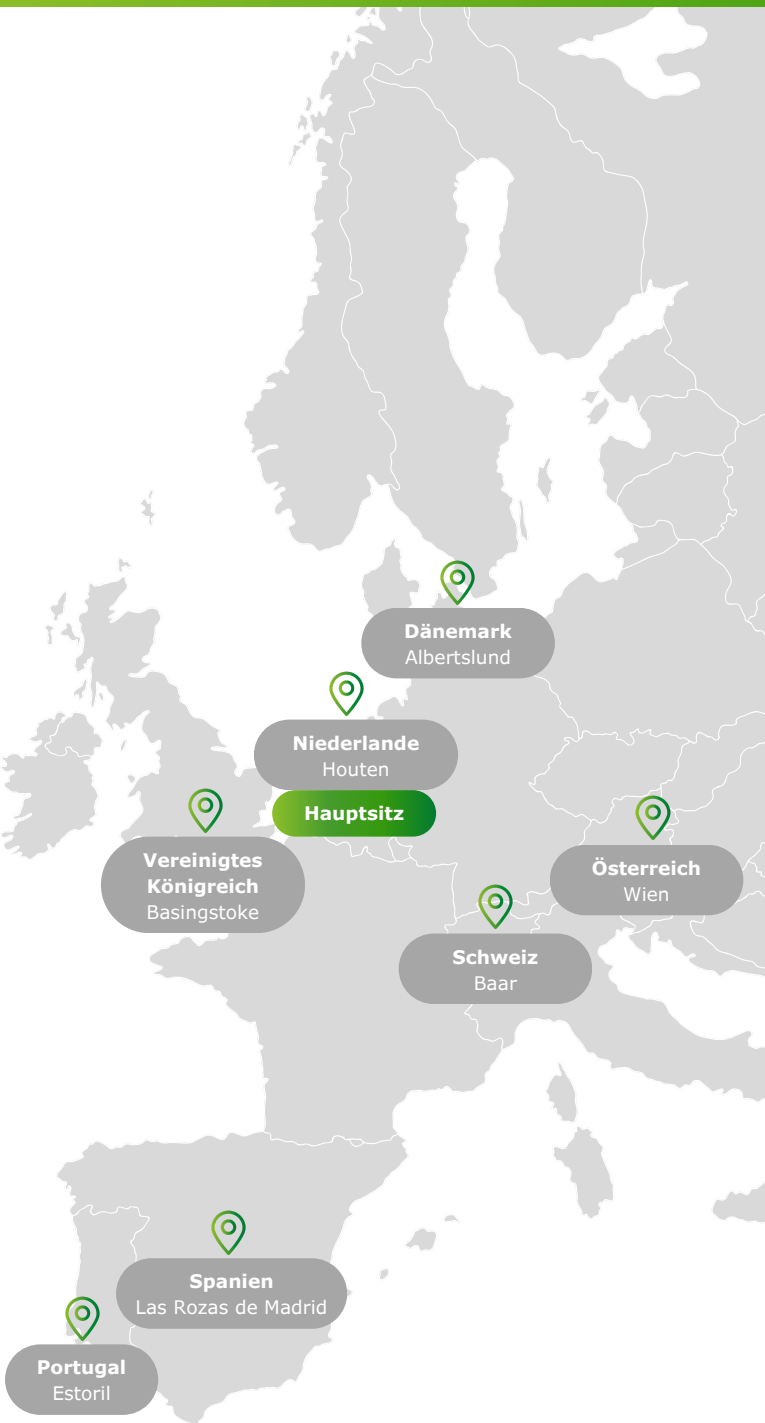 Dänemark
Albertslund
Niederlande
Houten
Hauptsitz
Vereinigtes
Königreich
Basingstoke
Österreich
Wien
Schweiz
Baar
Spanien
Las Rozas de Madrid
Portugal
Estoril